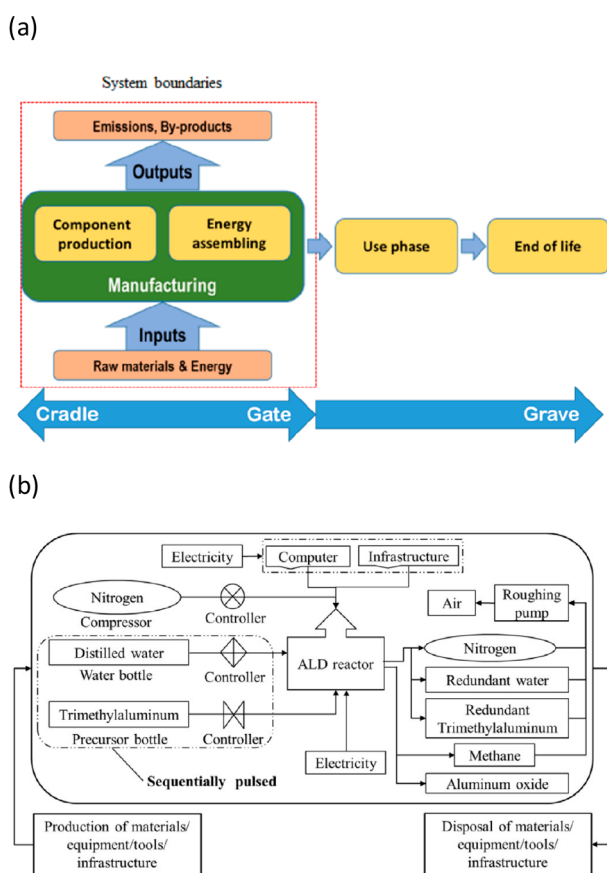 (a)
System boundaries
Emissions, By-products
Outputs
Component
production
Energy
assembling
Manufacturing
Use phase
End of life
Inputs
Raw materials & Energy
Cradle
Gate
Grave
(b)
Electricity
Computer
Infrastructure
Nitrogen
Compressor
Controller
Air
Roughing
pump
Distilled water
Water bottle
Controller
ALD reactor
Nitrogen
Redundant water
Trimethylaluminum
Precursor bottle
Controller
Redundant
Trimethylaluminum
Electricity
Methane
Sequentially pulsed
Aluminum oxide
Production of materials/
equipment/tools/
infrastructure
Disposal of materials/
equipment/tools/
infrastructure